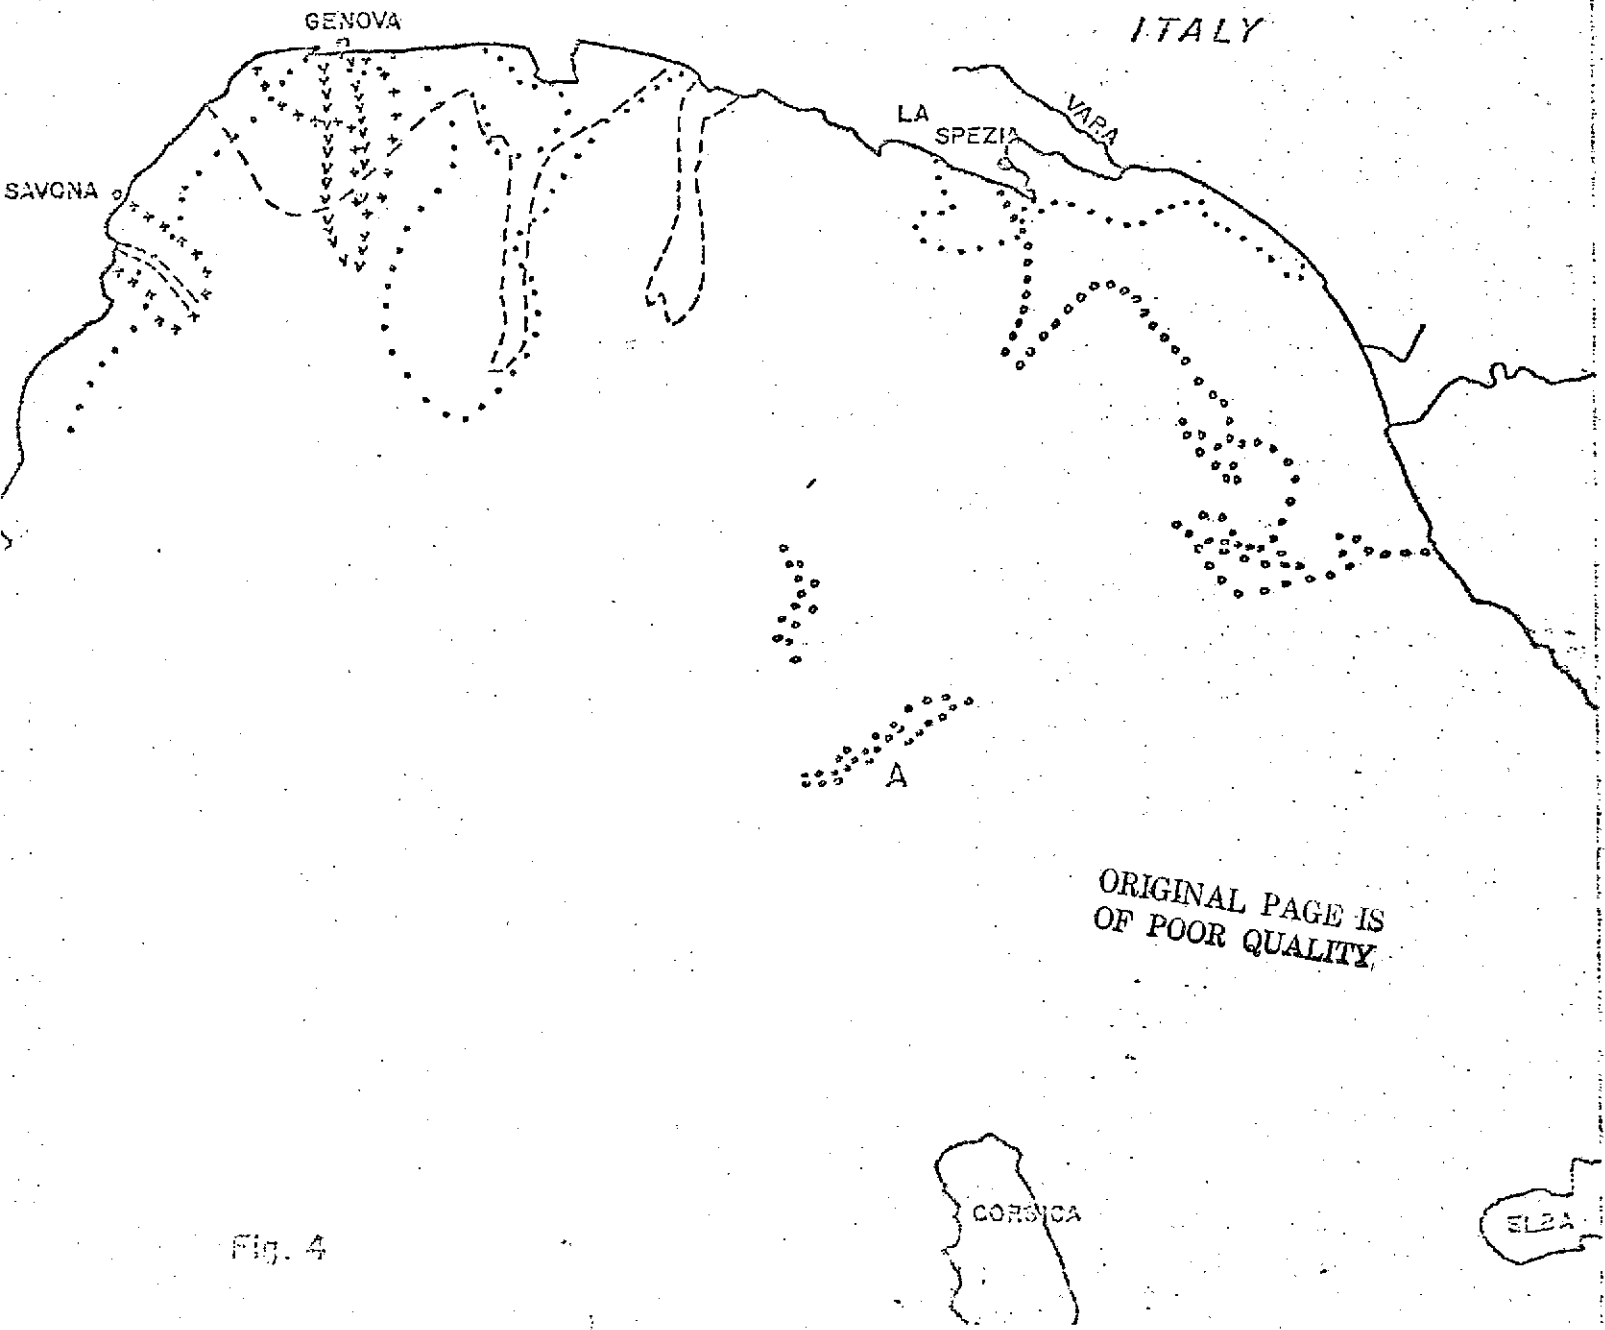 GENOVA
ITALY
LA
SPEZIA
VARA
SAVONA
A
ORIGINAL PAGE IS
OF POOR QUALITY
CORSICA
ELBA
Fig. 4